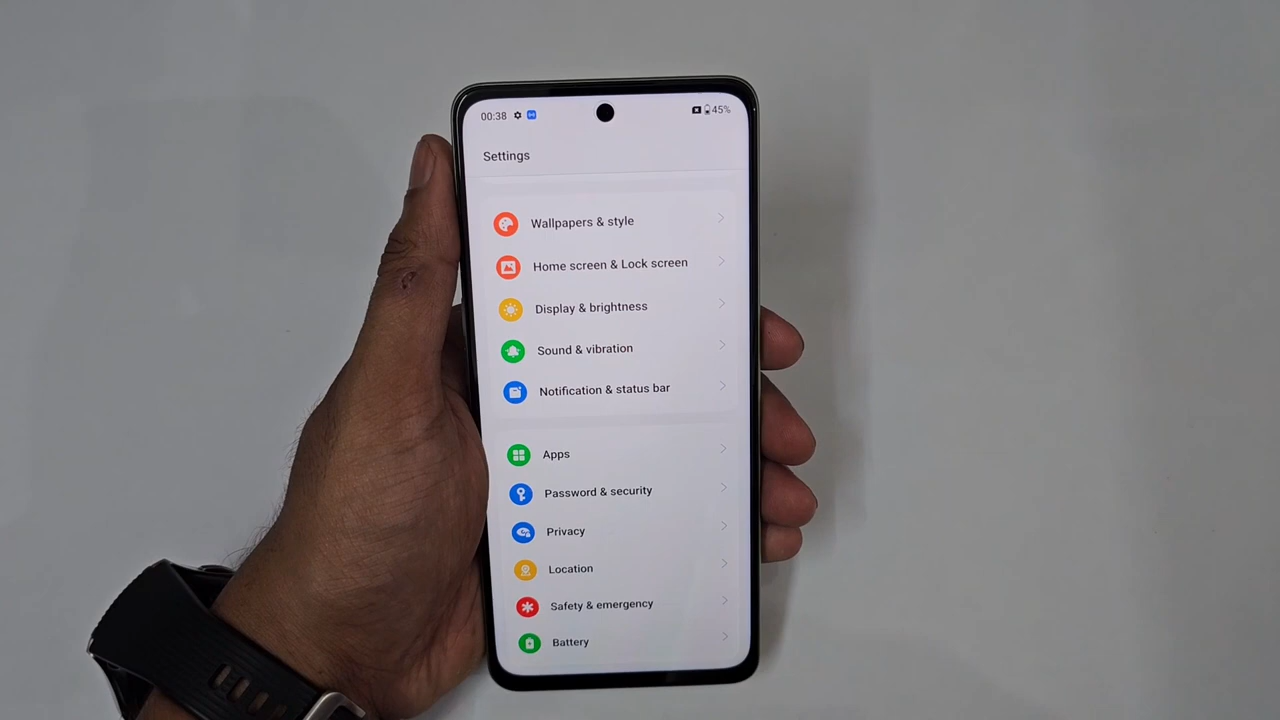 00:38 45%
Settings
Wallpapers & style
Home screen & Lock screen
Display & brightness
Sound & vibration
Notification & status bar
Apps
Password & security
Privacy
Location
Safety & emergency
Battery